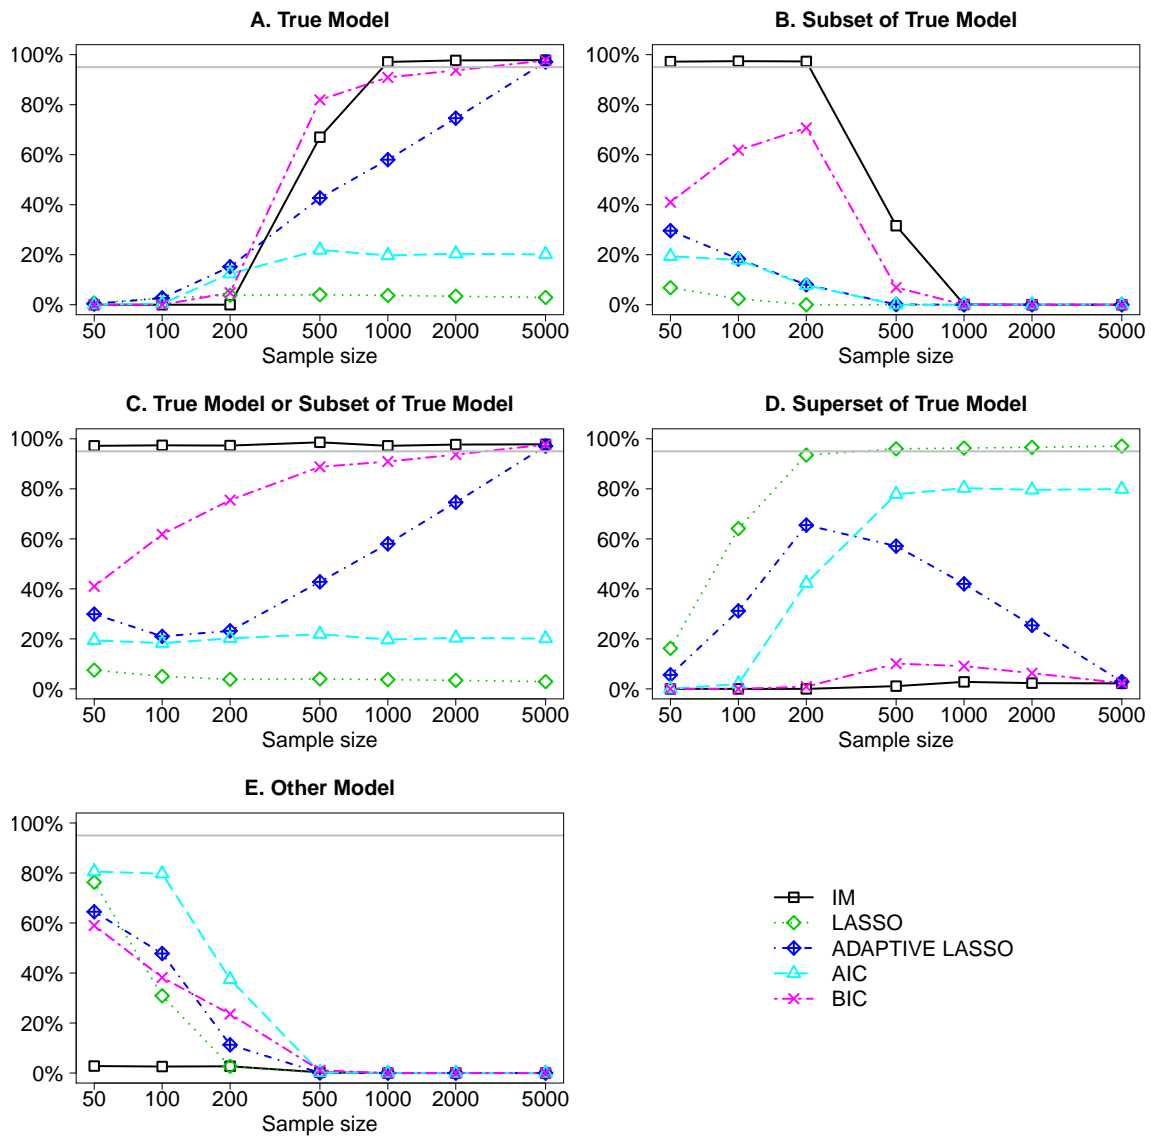 A. True Model
100%
80%
60%
40%
20%
0%
50 100 200 500 1000 2000 5000
Sample size
B. Subset of True Model
100%
80%
60%
40%
20%
0%
50 100 200 500 1000 2000 5000
Sample size
C. True Model or Subset of True Model
100%
80%
60%
40%
20%
0%
50 100 200 500 1000 2000 5000
Sample size
D. Superset of True Model
100%
80%
60%
40%
20%
0%
50 100 200 500 1000 2000 5000
Sample size
E. Other Model
100%
80%
60%
40%
20%
0%
50 100 200 500 1000 2000 5000
Sample size
IM
LASSO
ADAPTIVE LASSO
AIC
BIC